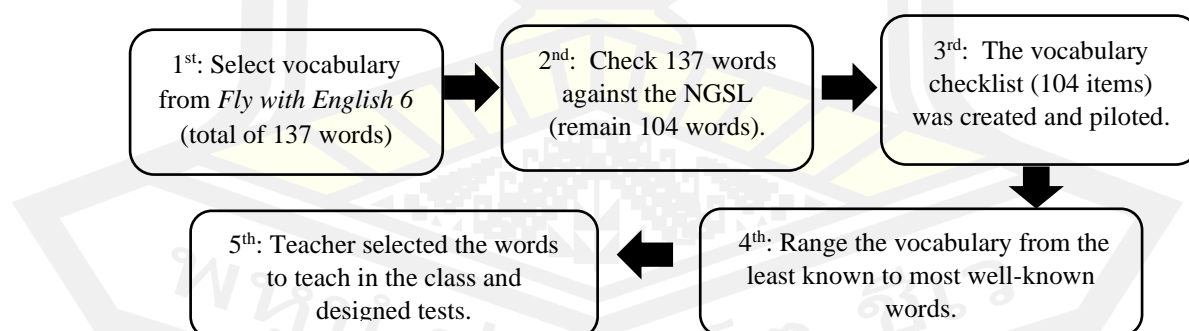 1st: Select vocabulary
from Fly with English 6
(total of 137 words)
2nd: Check 137 words
against the NGSL
(remain 104 words).
3rd: The vocabulary
checklist (104 items)
was created and piloted.
4th: Range the vocabulary from the
least known to most well-known
words.
5th: Teacher selected the words
to teach in the class and
designed tests.